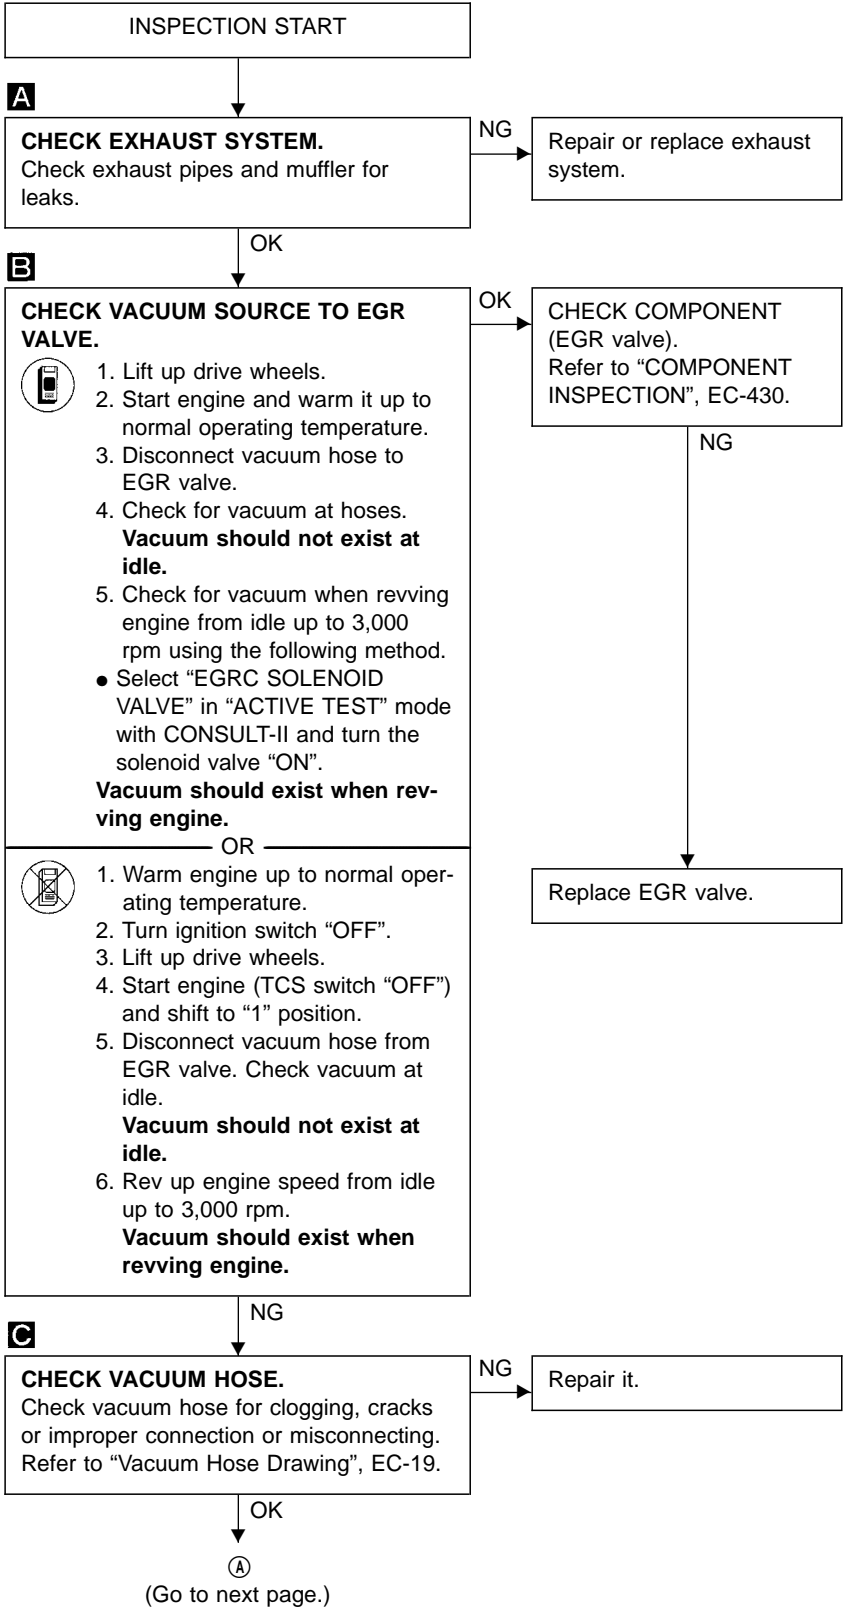 INSPECTION START
A
CHECK EXHAUST SYSTEM.
Check exhaust pipes and muffler for
leaks.
NG
Repair or replace exhaust
system.
OK
B
CHECK VACUUM SOURCE TO EGR
VALVE.
1. Lift up drive wheels.
2. Start engine and warm it up to
normal operating temperature.
3. Disconnect vacuum hose to
EGR valve.
4. Check for vacuum at hoses.
Vacuum should not exist at
idle.
5. Check for vacuum when revving
engine from idle up to 3,000
rpm using the following method.
● Select “EGRC SOLENOID
VALVE” in “ACTIVE TEST” mode
with CONSULT-II and turn the
solenoid valve “ON”.
Vacuum should exist when rev-
ving engine.
OR
1. Warm engine up to normal oper-
ating temperature.
2. Turn ignition switch “OFF”.
3. Lift up drive wheels.
4. Start engine (TCS switch “OFF”)
and shift to “1” position.
5. Disconnect vacuum hose from
EGR valve. Check vacuum at
idle.
Vacuum should not exist at
idle.
6. Rev up engine speed from idle
up to 3,000 rpm.
Vacuum should exist when
revving engine.
OK
CHECK COMPONENT
(EGR valve).
Refer to “COMPONENT
INSPECTION”, EC-430.
NG
Replace EGR valve.
NG
C
CHECK VACUUM HOSE.
Check vacuum hose for clogging, cracks
or improper connection or misconnecting.
Refer to “Vacuum Hose Drawing”, EC-19.
NG
Repair it.
OK
Ⓐ
(Go to next page.)